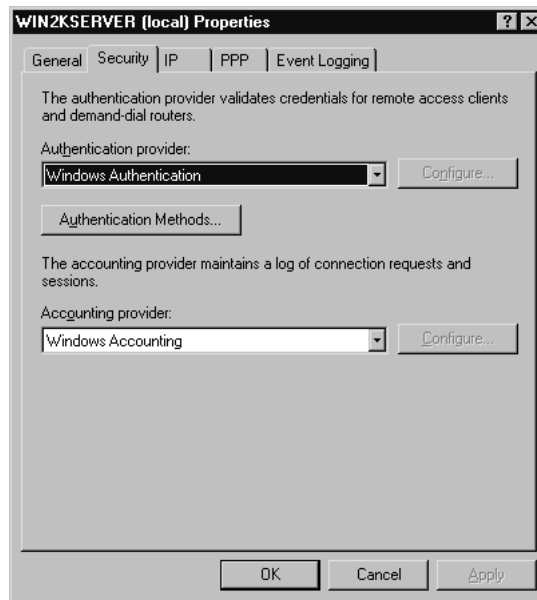 WIN2KSERVER (local) Properties
General Security IP PPP Event Logging
The authentication provider validates credentials for remote access clients
and demand-dial routers.
Authentication provider:
Windows Authentication Configure...
Authentication Methods...
The accounting provider maintains a log of connection requests and
sessions.
Accounting provider:
Windows Accounting Configure...
OK Cancel Apply